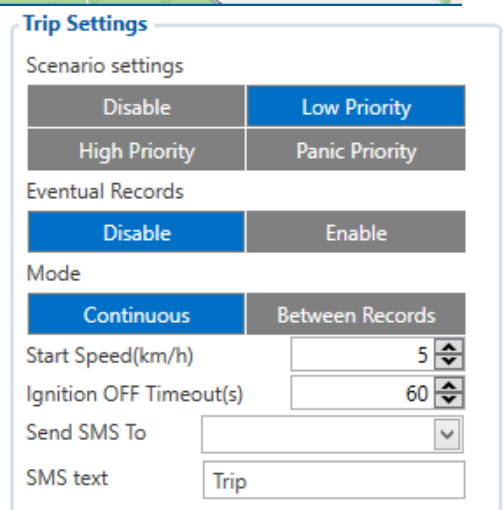 Trip Settings
Scenario settings
Disable Low Priority
High Priority Panic Priority
Eventual Records
Disable Enable
Mode
Continuous Between Records
Start Speed(km/h) 5
Ignition OFF Timeout(s) 60
Send SMS To
SMS text Trip